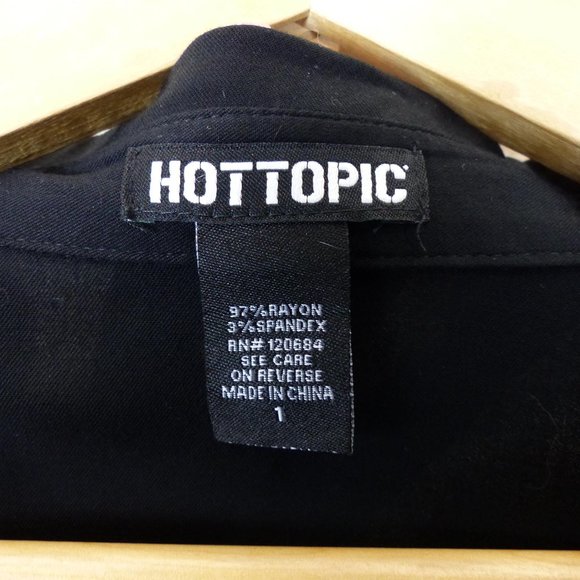 HOTTOPIC
97%RAYON
3%SPANDEX
RN# 120684
SEE CARE
ON REVERSE
MADE IN CHINA
1